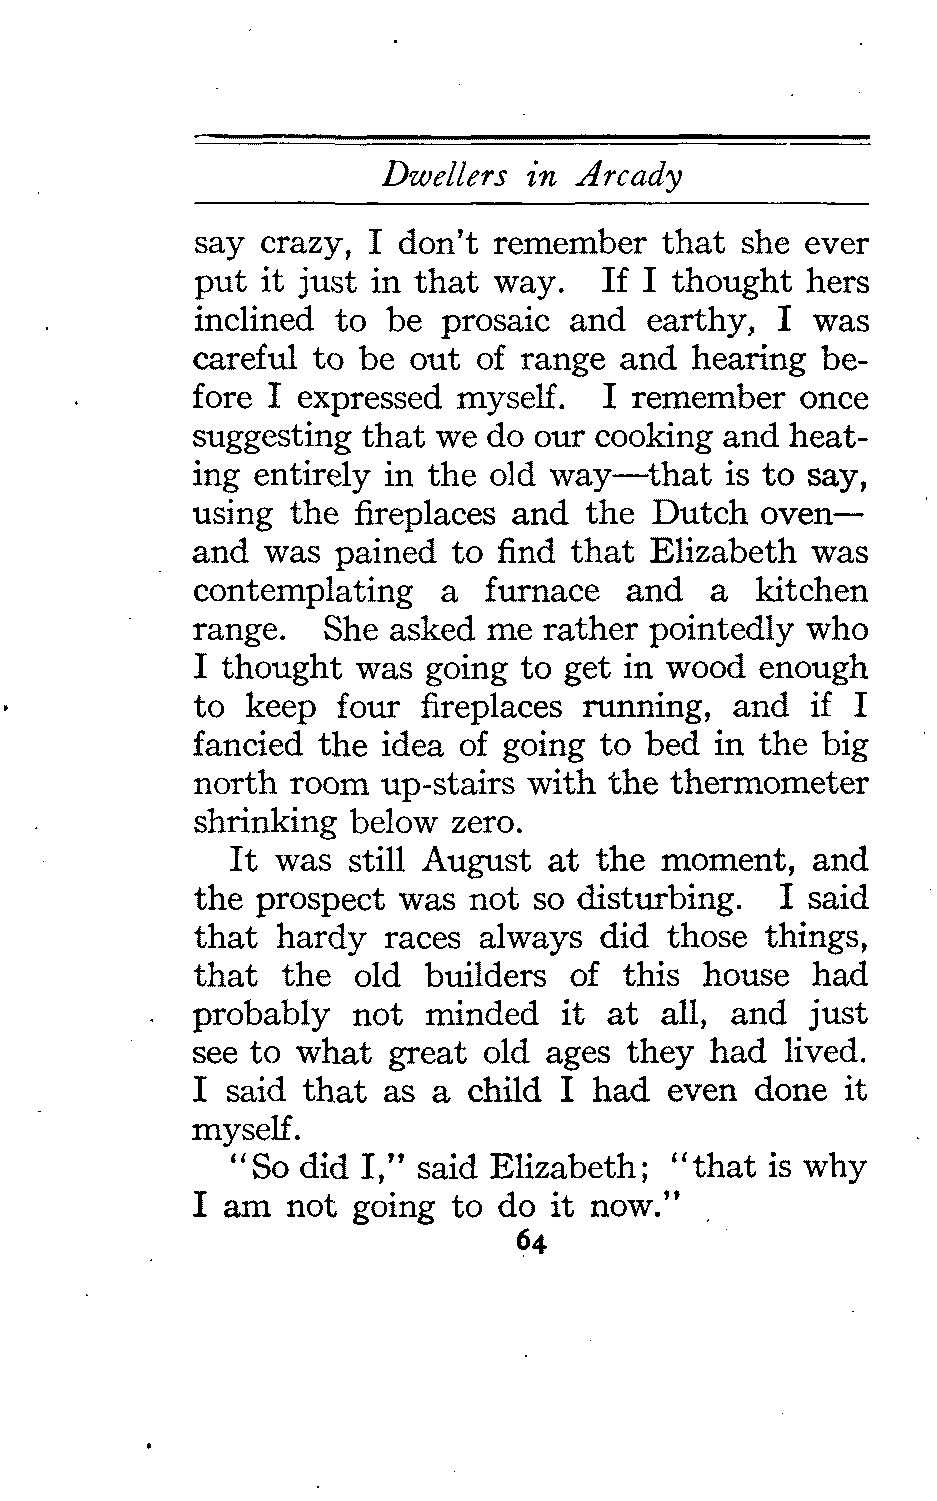 Dwellers in Arcady
say crazy, I don't remember that she ever
put it just in that way. If I thought hers
inclined to be prosaic and earthy, I was
careful to be out of range and hearing be-
fore I expressed myself. I remember once
suggesting that we do our cooking and heat-
ing entirely in the old way—that is to say,
using the fireplaces and the Dutch oven—
and was pained to find that Elizabeth was
contemplating a furnace and a kitchen
range. She asked me rather pointedly who
I thought was going to get in wood enough
to keep four fireplaces running, and if I
fancied the idea of going to bed in the big
north room up-stairs with the thermometer
shrinking below zero.
It was still August at the moment, and
the prospect was not so disturbing. I said
that hardy races always did those things,
that the old builders of this house had
probably not minded it at all, and just
see to what great old ages they had lived.
I said that as a child I had even done it
myself.
"So did I," said Elizabeth; "that is why
I am not going to do it now."
64